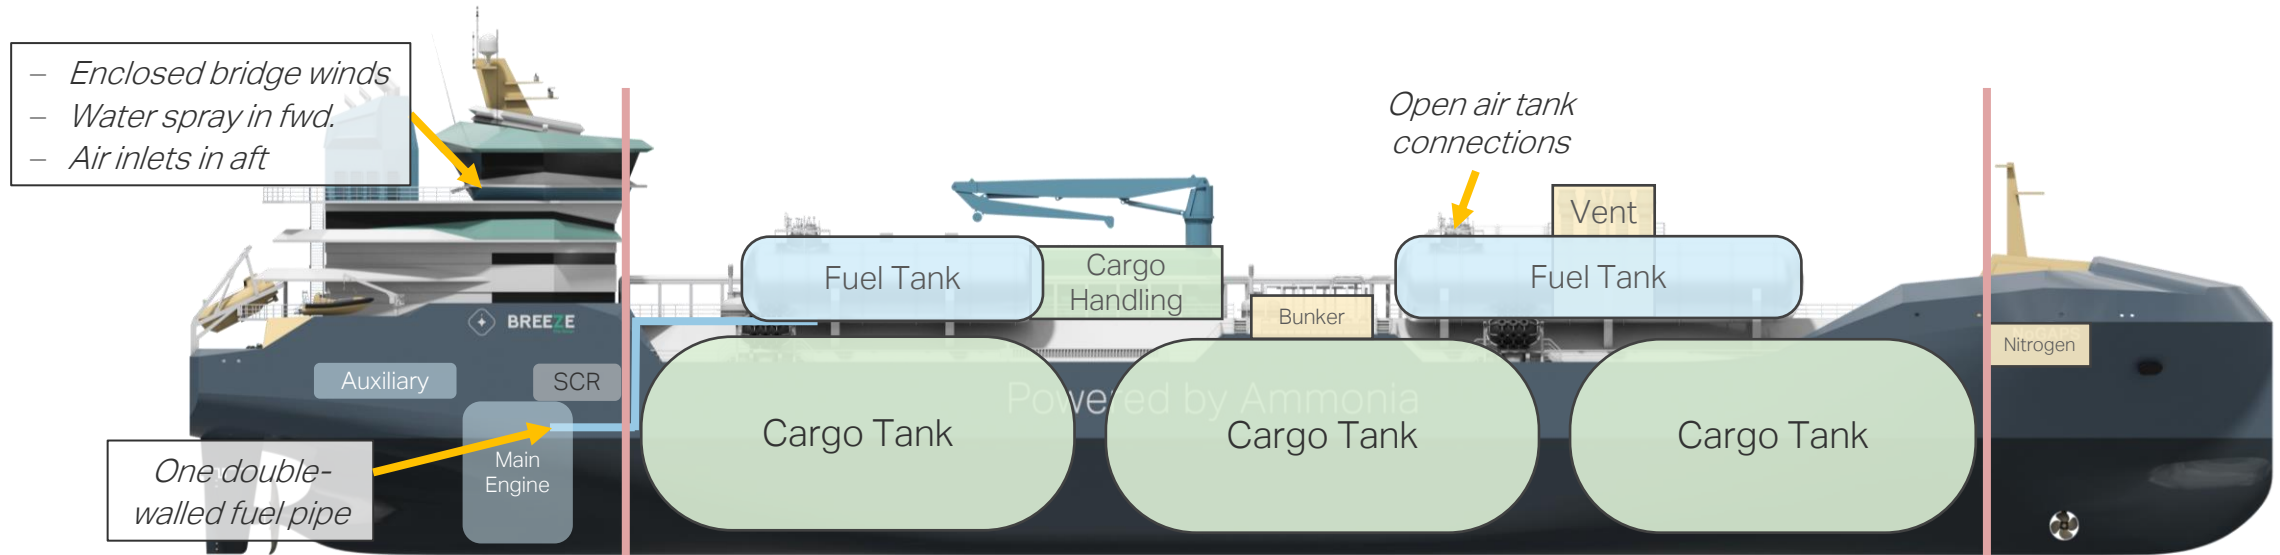 – Enclosed bridge winds
– Water spray in fwd.
– Air inlets in aft
Open air tank
connections
Vent
Fuel Tank
Cargo
Handling
Fuel Tank
Bunker
BREEZE
Nitrogen
Auxiliary
SCR
Powered by Ammonia
Cargo Tank
Cargo Tank
Cargo Tank
One double-
walled fuel pipe
Main
Engine